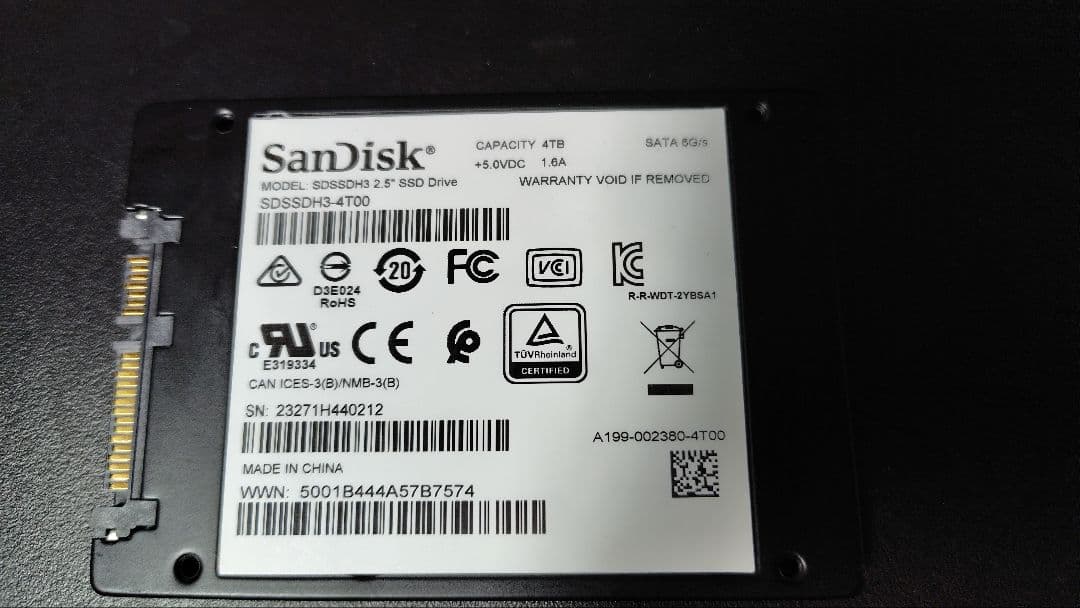 SanDisk®
CAPACITY 4TB
SATA 6G/s
+5.0VDC 1.6A
MODEL: SDSSDH3 2.5" SSD Drive
WARRANTY VOID IF REMOVED
SDSSDH3-4T00
20
FC
VCI
D3E024
RoHS
R-R-WDT-2YBSA1
c RU® US
E319334
CE
TÜVRheinland®
CERTIFIED
CAN ICES-3(B)/NMB-3(B)
SN: 23271H440212
A199-002380-4T00
MADE IN CHINA
WWN: 5001B444A57B7574